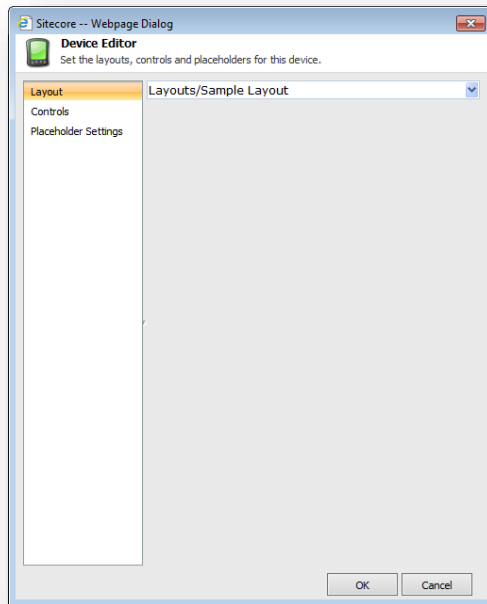 Sitecore -- Webpage Dialog
Device Editor
Set the layouts, controls and placeholders for this device.
Layout
Layouts/Sample Layout
Controls
Placeholder Settings
OK
Cancel